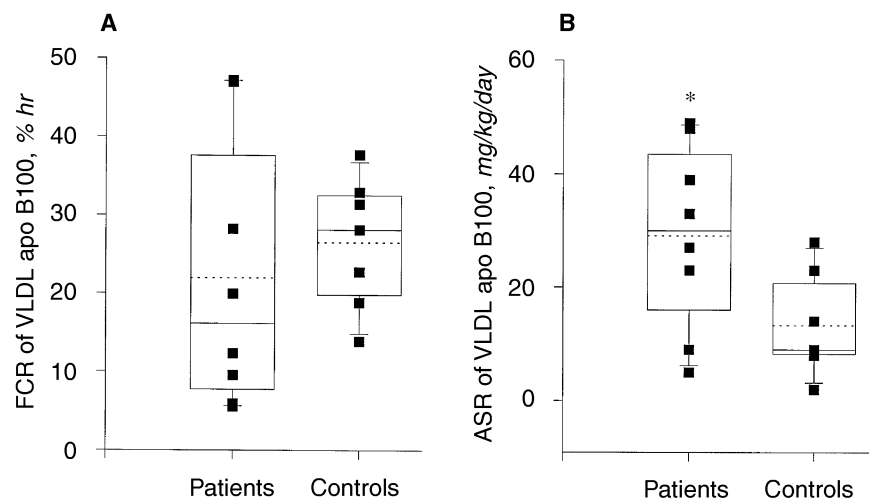 A
FCR of VLDL apo B100, % hr
50
40
30
20
10
0
Patients Controls
B
ASR of VLDL apo B100, mg/kg/day
60
40
20
0
*
Patients Controls